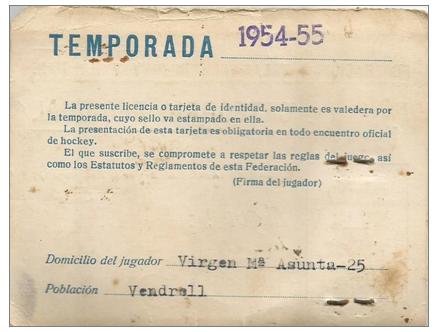 TEMPORADA 1954-55
La presente licencia o tarjeta de identidad, solamente es valedera por
la temporada, cuyo sello va estampado en ella.
La presentación de esta tarjeta es obligatoria en todo encuentro oficial
de hockey.
El que suscribe, se compromete a respetar las reglas del juego, así
como los Estatutos y Reglamentos de esta Federación.
(Firma del jugador)
Domicilio del jugador Virgen Mª Asunta-25
Población Vendrell